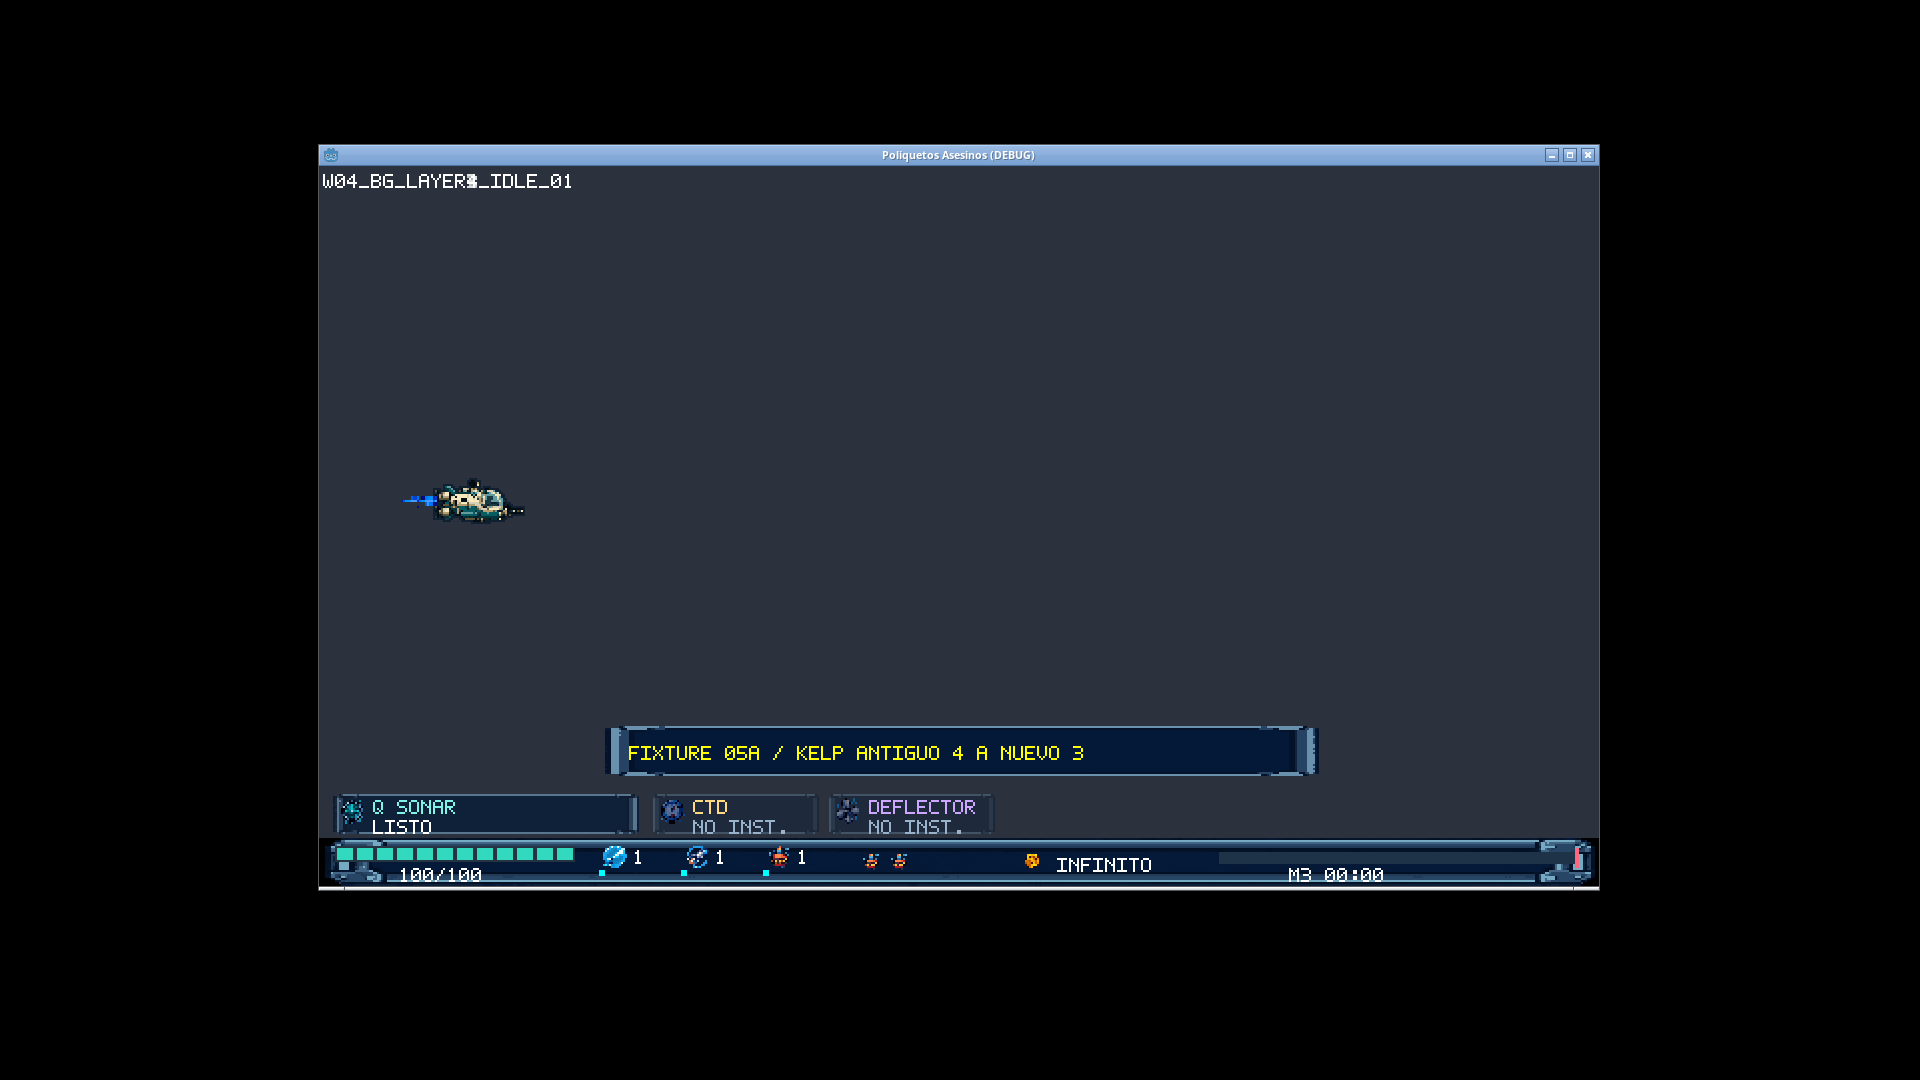 Poliquetos Asesinos (DEBUG)
W04_BG_LAYER_IDLE_01
FIXTURE 05A / KELP ANTIGUO 4 A NUEVO 3
Q SONAR
LISTO
CTD
NO INST.
DEFLECTOR
NO INST.
1
1
1
INFINITO
100/100
M3 00:00